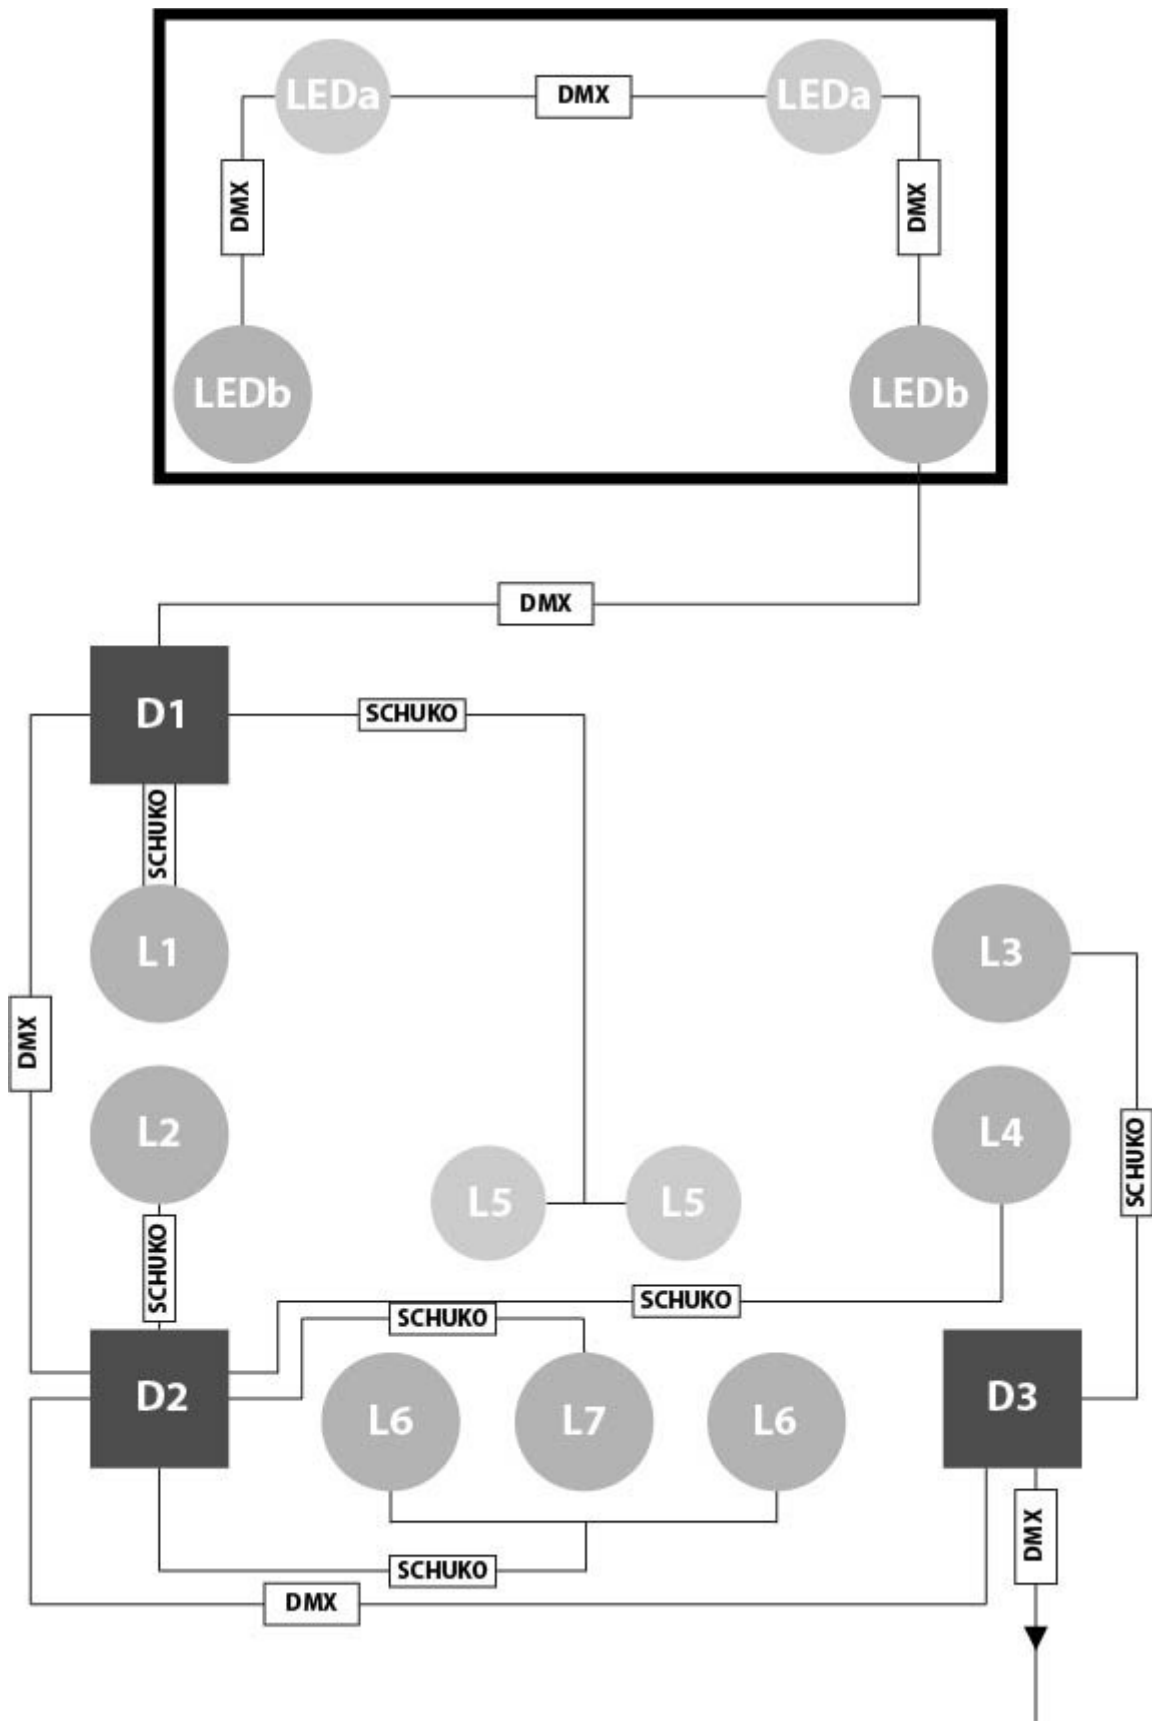 LEDa
DMX
LEDa
DMX
DMX
LEDb
LEDb
DMX
D1
SCHUKO
SCHUKO
L1
L3
DMX
L2
L4
SCHUKO
L5
L5
SCHUKO
SCHUKO
SCHUKO
D2
L6
L7
L6
D3
DMX
SCHUKO
DMX